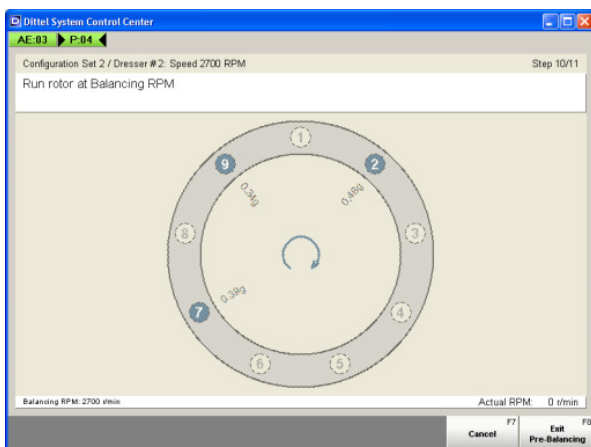 Dittel System Control Center
AE:03 P:04
Configuration Set 2 / Dresser #2: Speed 2700 RPM Step 10/11
Run rotor at Balancing RPM
1
9 2
0.34g 0.46g
8 3
0.39g
7 4
6 5
Balancing RPM: 2700 r/min Actual RPM: 0 r/min
F7 F8
Cancel Exit
Pre-Balancing